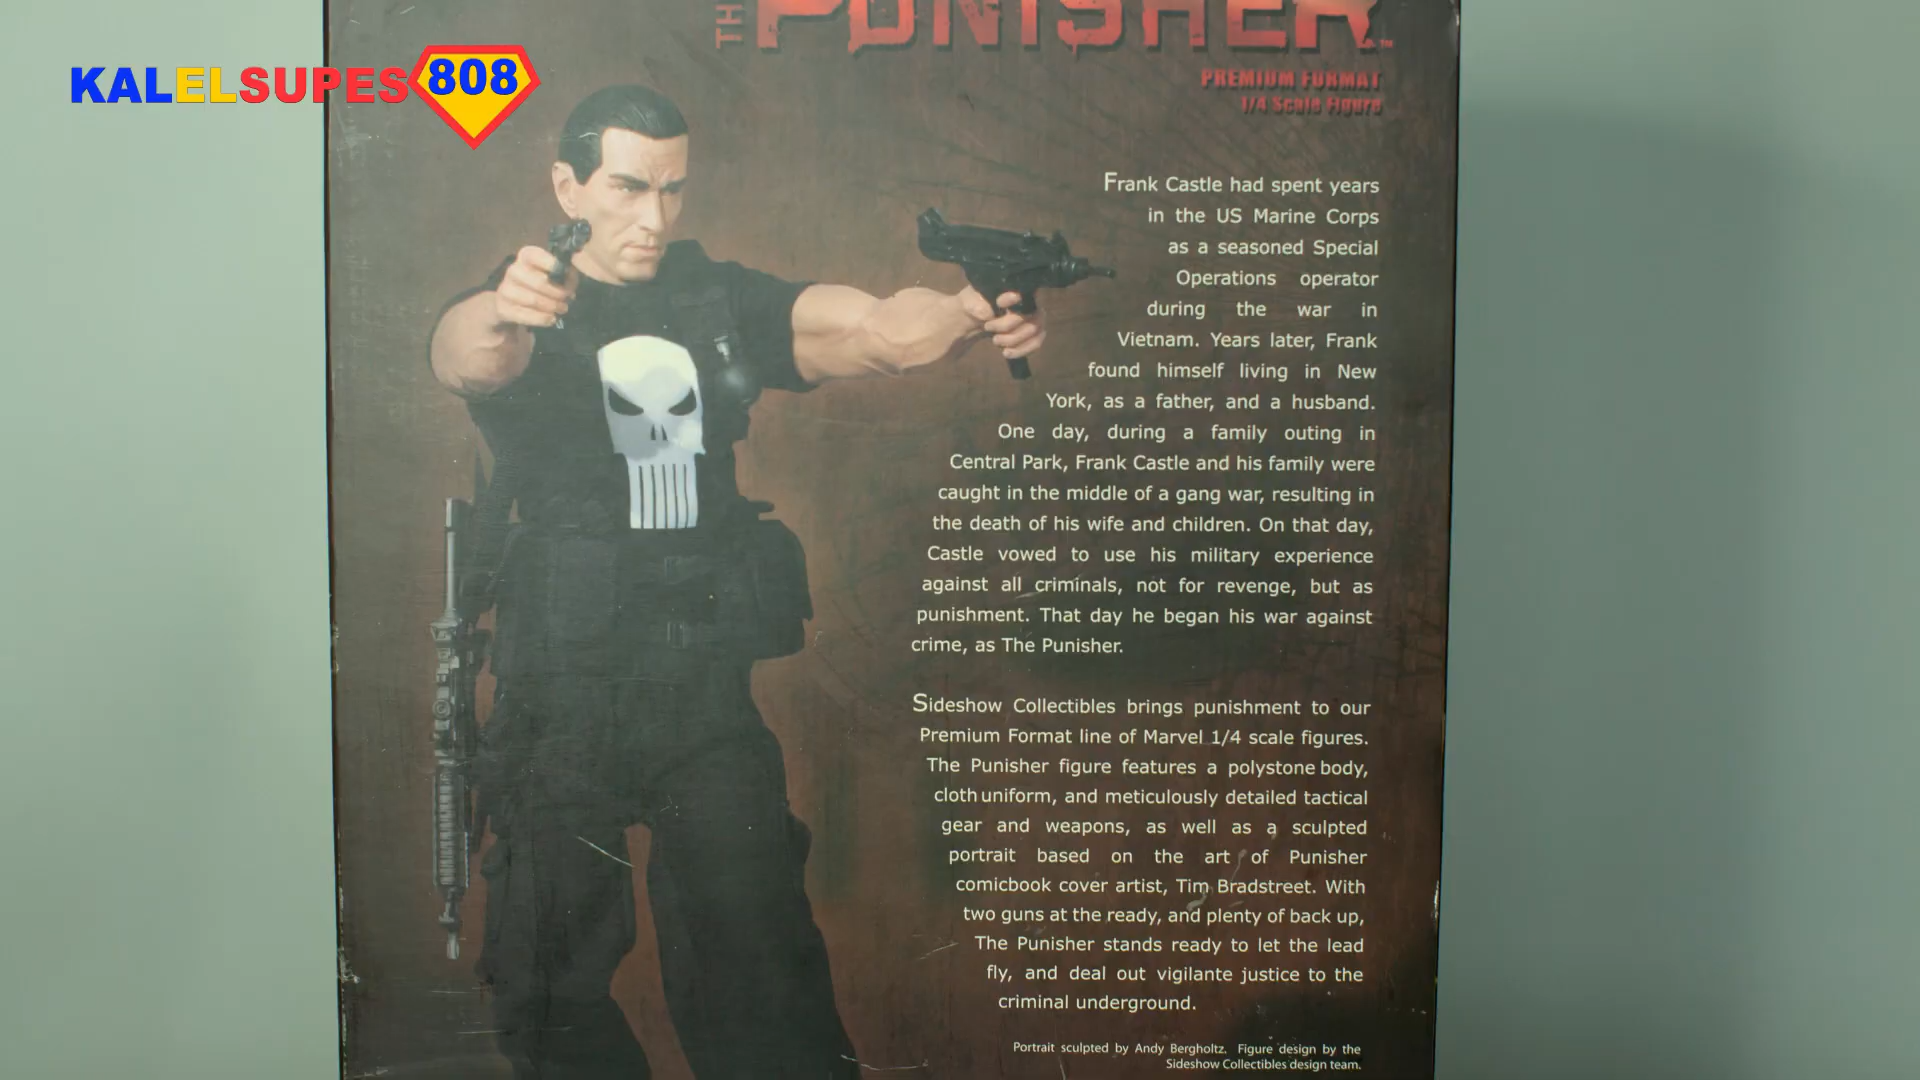 THE PUNISHER™
KALELSUPES 808
PREMIUM FORMAT
1/4 Scale Figure
Frank Castle had spent years
in the US Marine Corps
as a seasoned Special
Operations operator
during the war in
Vietnam. Years later, Frank
found himself living in New
York, as a father, and a husband.
One day, during a family outing in
Central Park, Frank Castle and his family were
caught in the middle of a gang war, resulting in
the death of his wife and children. On that day,
Castle vowed to use his military experience
against all criminals, not for revenge, but as
punishment. That day he began his war against
crime, as The Punisher.
Sideshow Collectibles brings punishment to our
Premium Format line of Marvel 1/4 scale figures.
The Punisher figure features a polystone body,
cloth uniform, and meticulously detailed tactical
gear and weapons, as well as a sculpted
portrait based on the art of Punisher
comicbook cover artist, Tim Bradstreet. With
two guns at the ready, and plenty of back up,
The Punisher stands ready to let the lead
fly, and deal out vigilante justice to the
criminal underground.
Portrait sculpted by Andy Bergholtz. Figure design by the
Sideshow Collectibles design team.